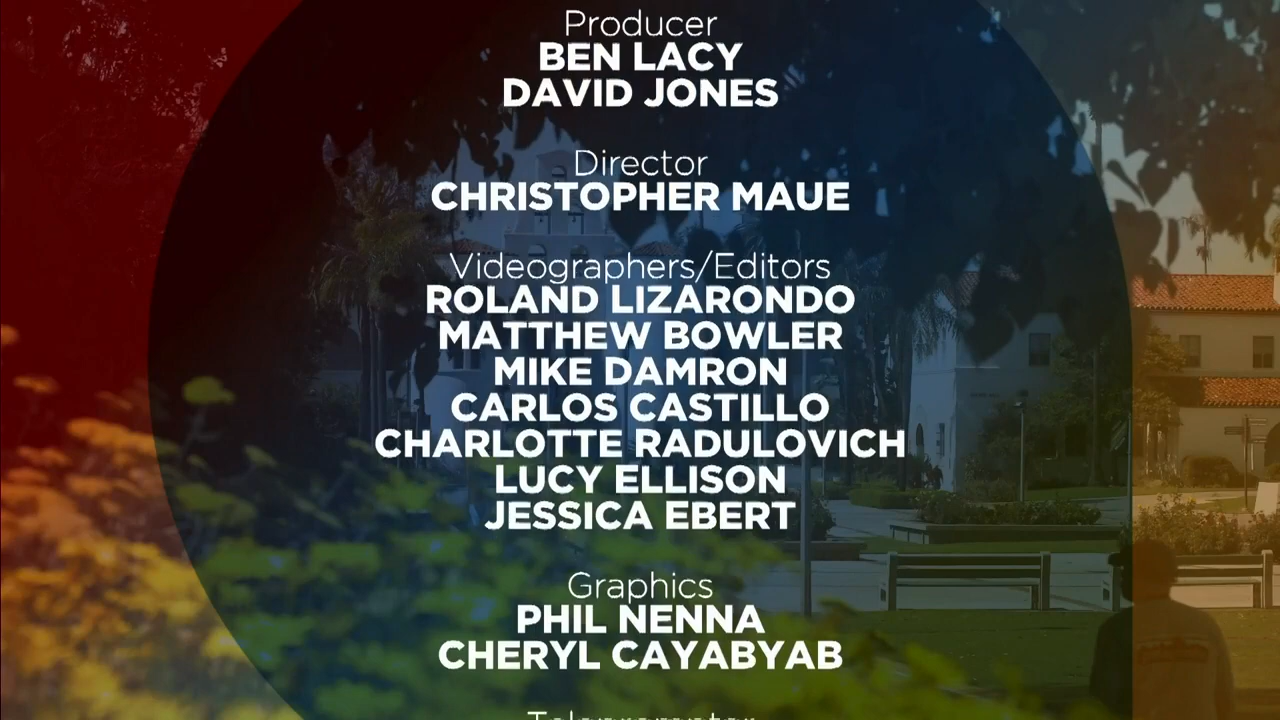 Producer
BEN LACY
DAVID JONES
Director
CHRISTOPHER MAUE
Videographers/Editors
ROLAND LIZARONDO
MATTHEW BOWLER
MIKE DAMRON
CARLOS CASTILLO
CHARLOTTE RADULOVICH
LUCY ELLISON
JESSICA EBERT
Graphics
PHIL NENNA
CHERYL CAYABYAB
Teleprompter